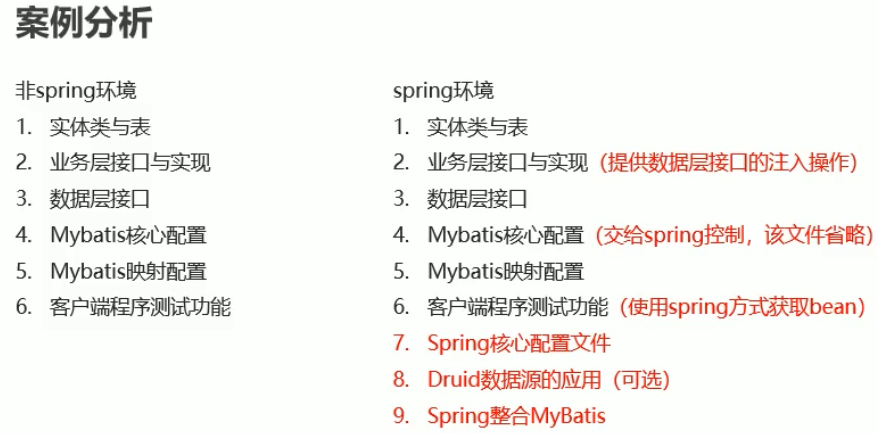 案例分析
非spring环境
1. 实体类与表
2. 业务层接口与实现
3. 数据层接口
4. Mybatis核心配置
5. Mybatis映射配置
6. 客户端程序测试功能
spring环境
1. 实体类与表
2. 业务层接口与实现（提供数据层接口的注入操作）
3. 数据层接口
4. Mybatis核心配置（交给spring控制，该文件省略）
5. Mybatis映射配置
6. 客户端程序测试功能（使用spring方式获取bean）
7. Spring核心配置文件
8. Druid数据源的应用（可选）
9. Spring整合MyBatis